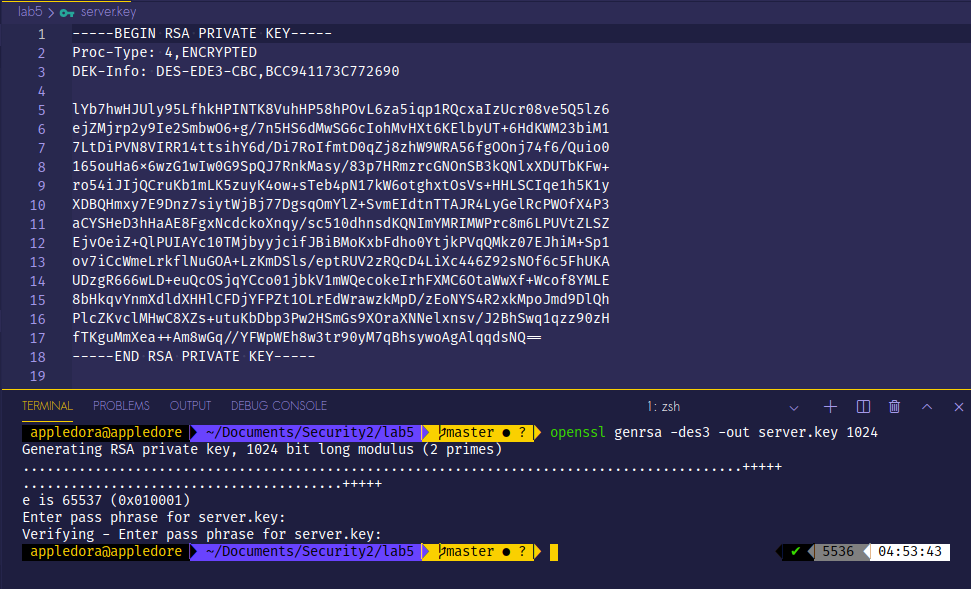 lab5 > server.key
1 -----BEGIN RSA PRIVATE KEY-----
2 Proc-Type: 4,ENCRYPTED
3 DEK-Info: DES-EDE3-CBC,BCC941173C772690
4
5 lYb7hwHJUly95LfhkHPINTK8VuhHP58hPOvL6za5iqp1RQcxaIzUcr08ve5Q5lz6
6 ejZMjrp2y9Ie2SmbwO6+g/7n5HS6dMwSG6cIohMvHXt6KElbyUT+6HdKWM23biM1
7 7LtDiPVN8VIRR14ttsihY6d/Di7RoIfmtD0qZj8zhW9WRA56fgOOnj74f6/Quio0
8 165ouHa6x6wzG1wIw0G9SpQJ7RnkMasy/83p7HRmzrcGNOnSB3kQNlxXDUTbKFw+
9 ro54iJIjQCruKb1mLK5zuyK4ow+sTeb4pN17kW6otghxtOsVs+HHLSCIqe1h5K1y
10 XDBQHmxy7E9Dnz7siytWjBj77DgsqOmYlZ+SvmEIdtnTTAJR4LyGelRcPWOfX4P3
11 aCYSHeD3hHaAE8FgxNcdckoXnqy/sc510dhnsdKQNImYMRIMWPrc8m6LPUVtZLSZ
12 EjvOeiZ+QlPUIAYc10TMjbyyjcifJBiBMoKxbFdho0YtjkPVqQMkz07EJhiM+Sp1
13 ov7iCcWmeLrkflNuGOA+LzKmDSls/eptRUV2zRQcD4LiXc446Z92sNOf6c5FhUKA
14 UDzgR666wLD+euQcOSjqYCco01jbkV1mWQecokeIrhFXMC6OtaWwXf+Wcof8YMLE
15 8bHkqvYnmXdldXHHlCFDjYFPZt1OLrEdWrawzkMpD/zEoNYS4R2xkMpoJmd9DlQh
16 PlcZKvclMHwC8XZs+utuKbDbp3Pw2HSmGs9XOraXNNelxnsv/J2BhSwq1qzz90zH
17 fTKguMmXea++Am8wGq//YFWpWEh8w3tr90yM7qBhsywoAgAlqqdsNQ==
18 -----END RSA PRIVATE KEY-----
19
TERMINAL PROBLEMS OUTPUT DEBUG CONSOLE 1: zsh
appledora@appledore ~/Documents/Security2/lab5 master ● ? openssl genrsa -des3 -out server.key 1024
Generating RSA private key, 1024 bit long modulus (2 primes)
..........................................................................................+++++
........................................+++++
e is 65537 (0x010001)
Enter pass phrase for server.key:
Verifying - Enter pass phrase for server.key:
appledora@appledore ~/Documents/Security2/lab5 master ● ? ✔ 5536 04:53:43